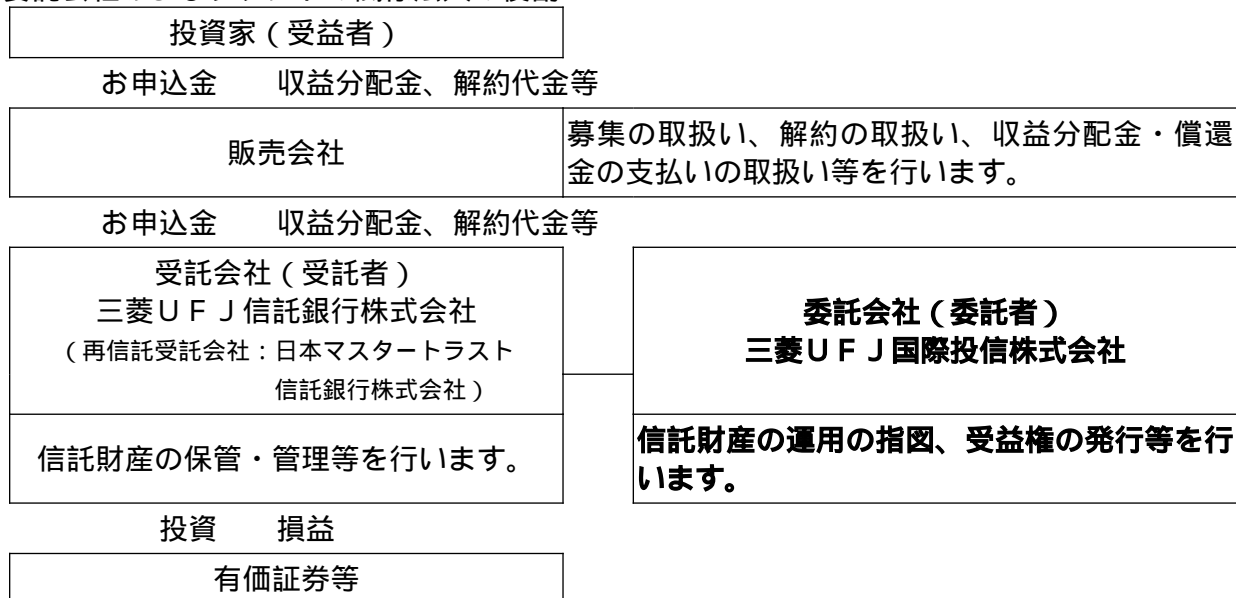 投資家（受益者）
お申込金　　収益分配金、解約代金等
販売会社
募集の取扱い、解約の取扱い、収益分配金・償還
金の支払いの取扱い等を行います。
お申込金　　収益分配金、解約代金等
受託会社（受託者）
三菱ＵＦＪ信託銀行株式会社
（再信託受託会社：日本マスタートラスト
信託銀行株式会社）
委託会社（委託者）
三菱ＵＦＪ国際投信株式会社
信託財産の保管・管理等を行います。
信託財産の運用の指図、受益権の発行等を行
います。
投資　　損益
有価証券等